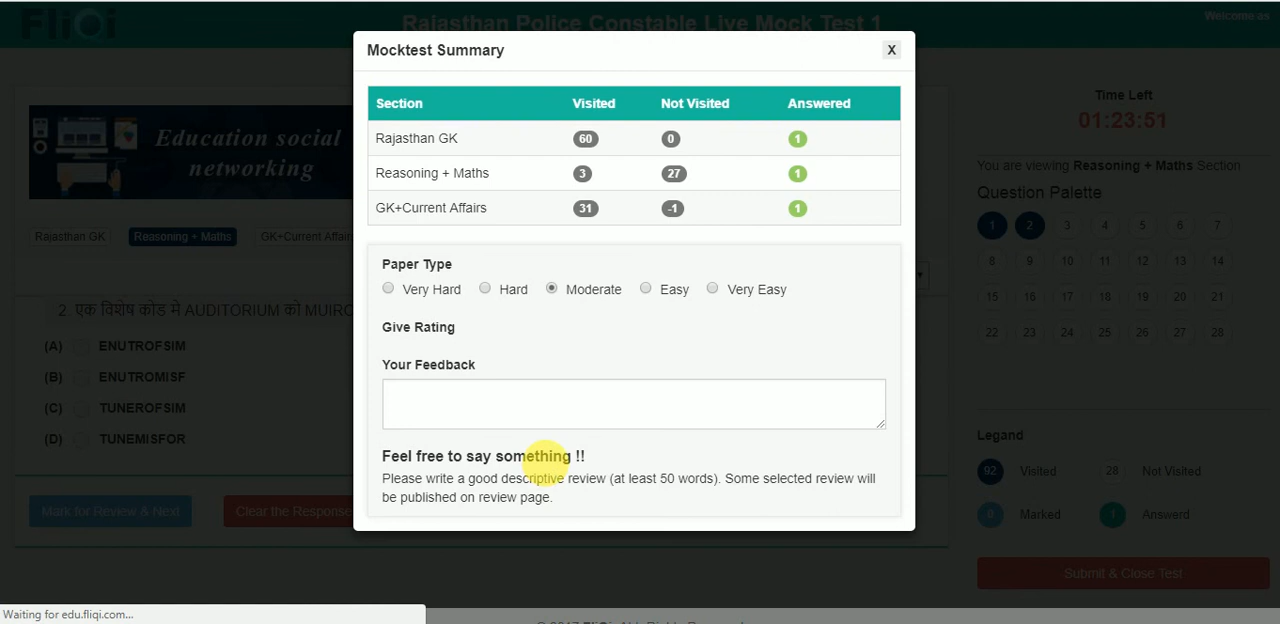 FliQi
Rajasthan Police Constable Live Mock Test 1
Welcome as
Mocktest Summary
X
Section Visited Not Visited Answered
Rajasthan GK 60 0 1
Reasoning + Maths 3 27 1
GK+Current Affairs 31 -1 1
Paper Type
Very Hard Hard Moderate Easy Very Easy
Give Rating
Your Feedback
Feel free to say something !!
Please write a good descriptive review (at least 50 words). Some selected review will
be published on review page.
Education social
networking
Rajasthan GK Reasoning + Maths GK+Current Affair
2. एक विशेष कोड मे AUDITORIUM को MUIRO
(A) ENUTROFSIM
(B) ENUTROMISF
(C) TUNEROFSIM
(D) TUNEMISFOR
Mark for Review & Next Clear the Response
Time Left
01:23:51
You are viewing Reasoning + Maths Section
Question Palette
1 2 3 4 5 6 7
8 9 10 11 12 13 14
15 16 17 18 19 20 21
22 23 24 25 26 27 28
Legend
92 Visited 28 Not Visited
0 Marked 1 Answerd
Submit & Close Test
Waiting for edu.fliqi.com...